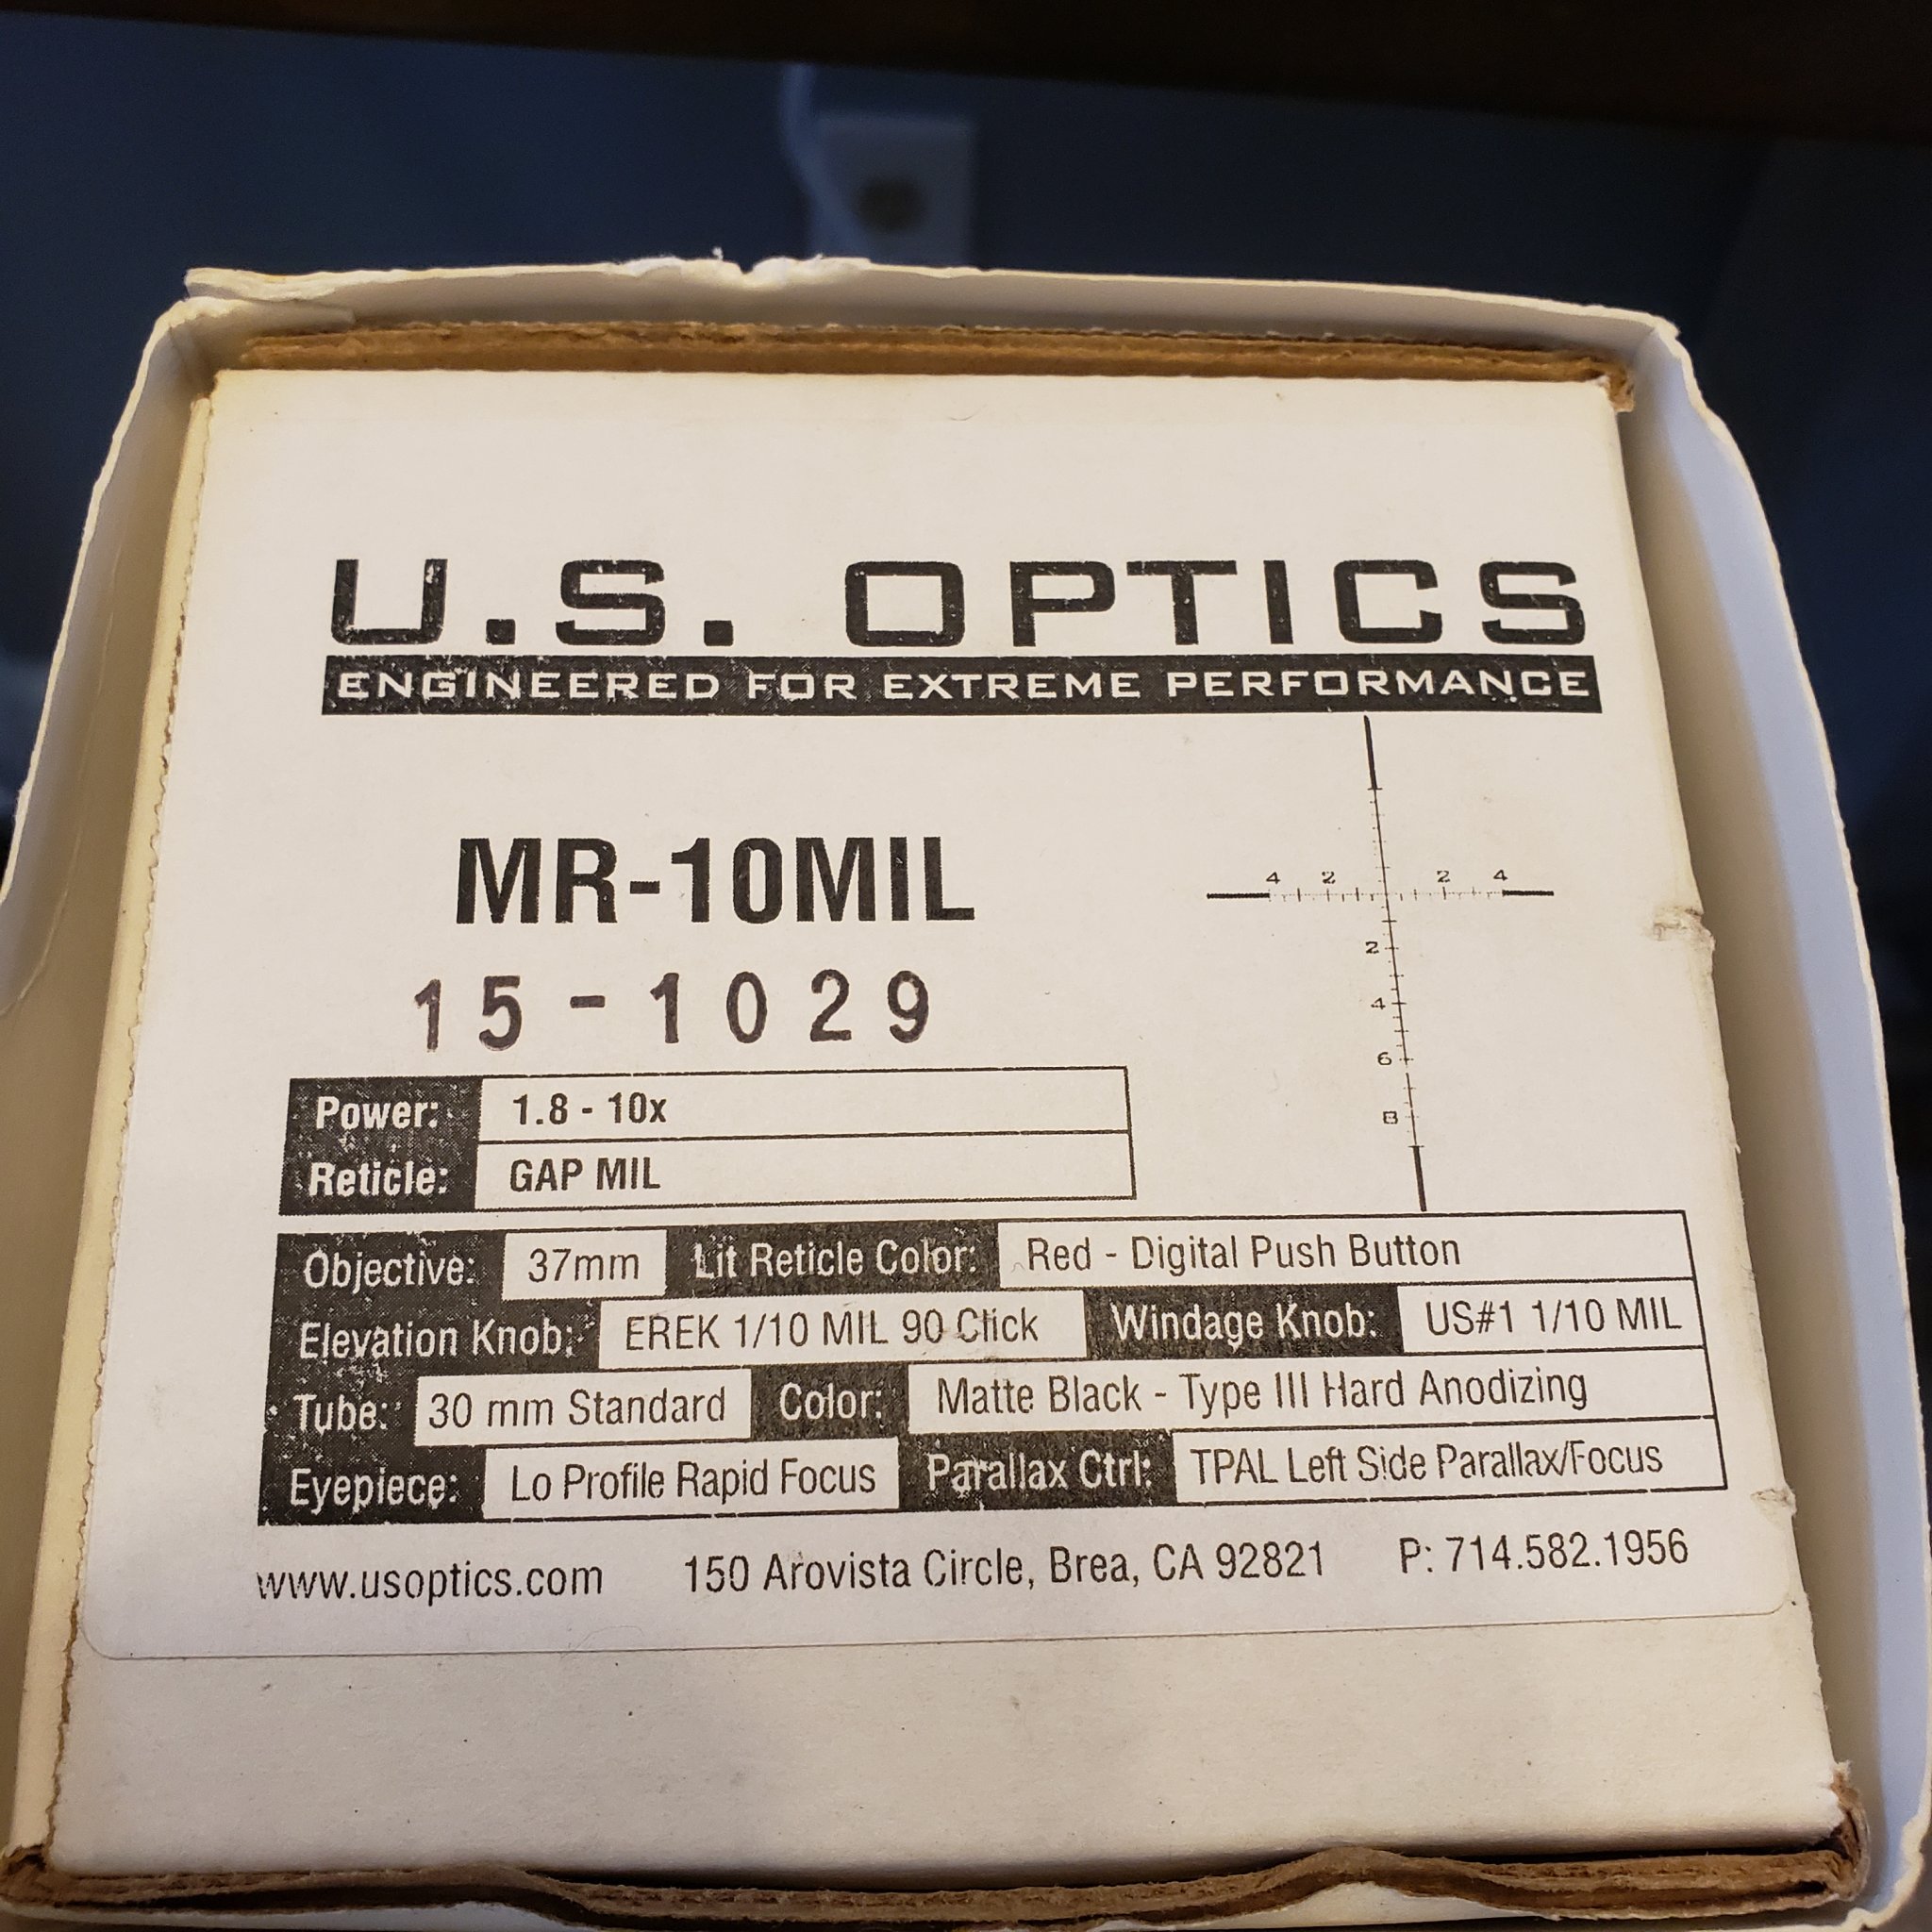 U.S. OPTICS
ENGINEERED FOR EXTREME PERFORMANCE
MR-10MIL
15-1029
4 2 2 4
2
4
6
8
Power: 1.8 - 10x
Reticle: GAP MIL
Objective: 37mm Lit Reticle Color: Red - Digital Push Button
Elevation Knob: EREK 1/10 MIL 90 Click Windage Knob: US#1 1/10 MIL
Tube: 30 mm Standard Color: Matte Black - Type III Hard Anodizing
Eyepiece: Lo Profile Rapid Focus Parallax Ctrl: TPAL Left Side Parallax/Focus
www.usoptics.com 150 Arovista Circle, Brea, CA 92821 P: 714.582.1956